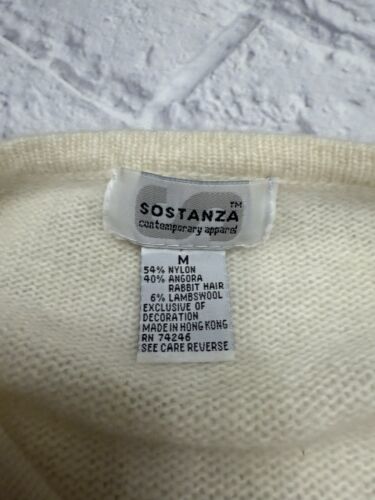 SOSTANZA™
contemporary apparel
M
54% NYLON
40% ANGORA
RABBIT HAIR
6% LAMBSWOOL
EXCLUSIVE OF
DECORATION
MADE IN HONG KONG
RN 74246
SEE CARE REVERSE